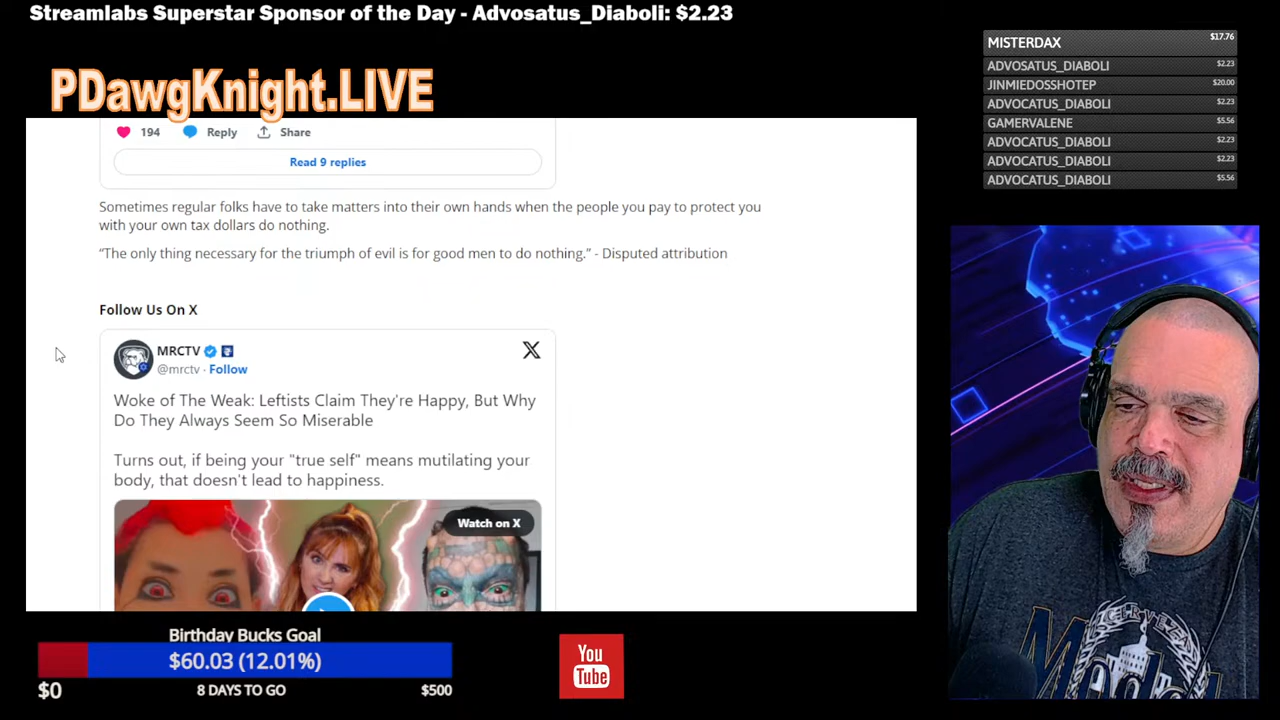 Streamlabs Superstar Sponsor of the Day - Advosatus_Diaboli: $2.23
PDawgKnight.LIVE
MISTERDAX $17.76
ADVOSATUS_DIABOLI $2.23
JINMIEDOSSHOTEP $20.00
ADVOCATUS_DIABOLI $2.23
GAMERVALENE $5.56
ADVOCATUS_DIABOLI $2.23
ADVOCATUS_DIABOLI $2.23
ADVOCATUS_DIABOLI $5.56
194 Reply Share
Read 9 replies
Sometimes regular folks have to take matters into their own hands when the people you pay to protect you
with your own tax dollars do nothing.
“The only thing necessary for the triumph of evil is for good men to do nothing.” - Disputed attribution
Follow Us On X
MRCTV
@mrctv · Follow
Woke of The Weak: Leftists Claim They're Happy, But Why
Do They Always Seem So Miserable
Turns out, if being your "true self" means mutilating your
body, that doesn't lead to happiness.
Watch on X
Birthday Bucks Goal
$60.03 (12.01%)
$0 8 DAYS TO GO $500
You
Tube